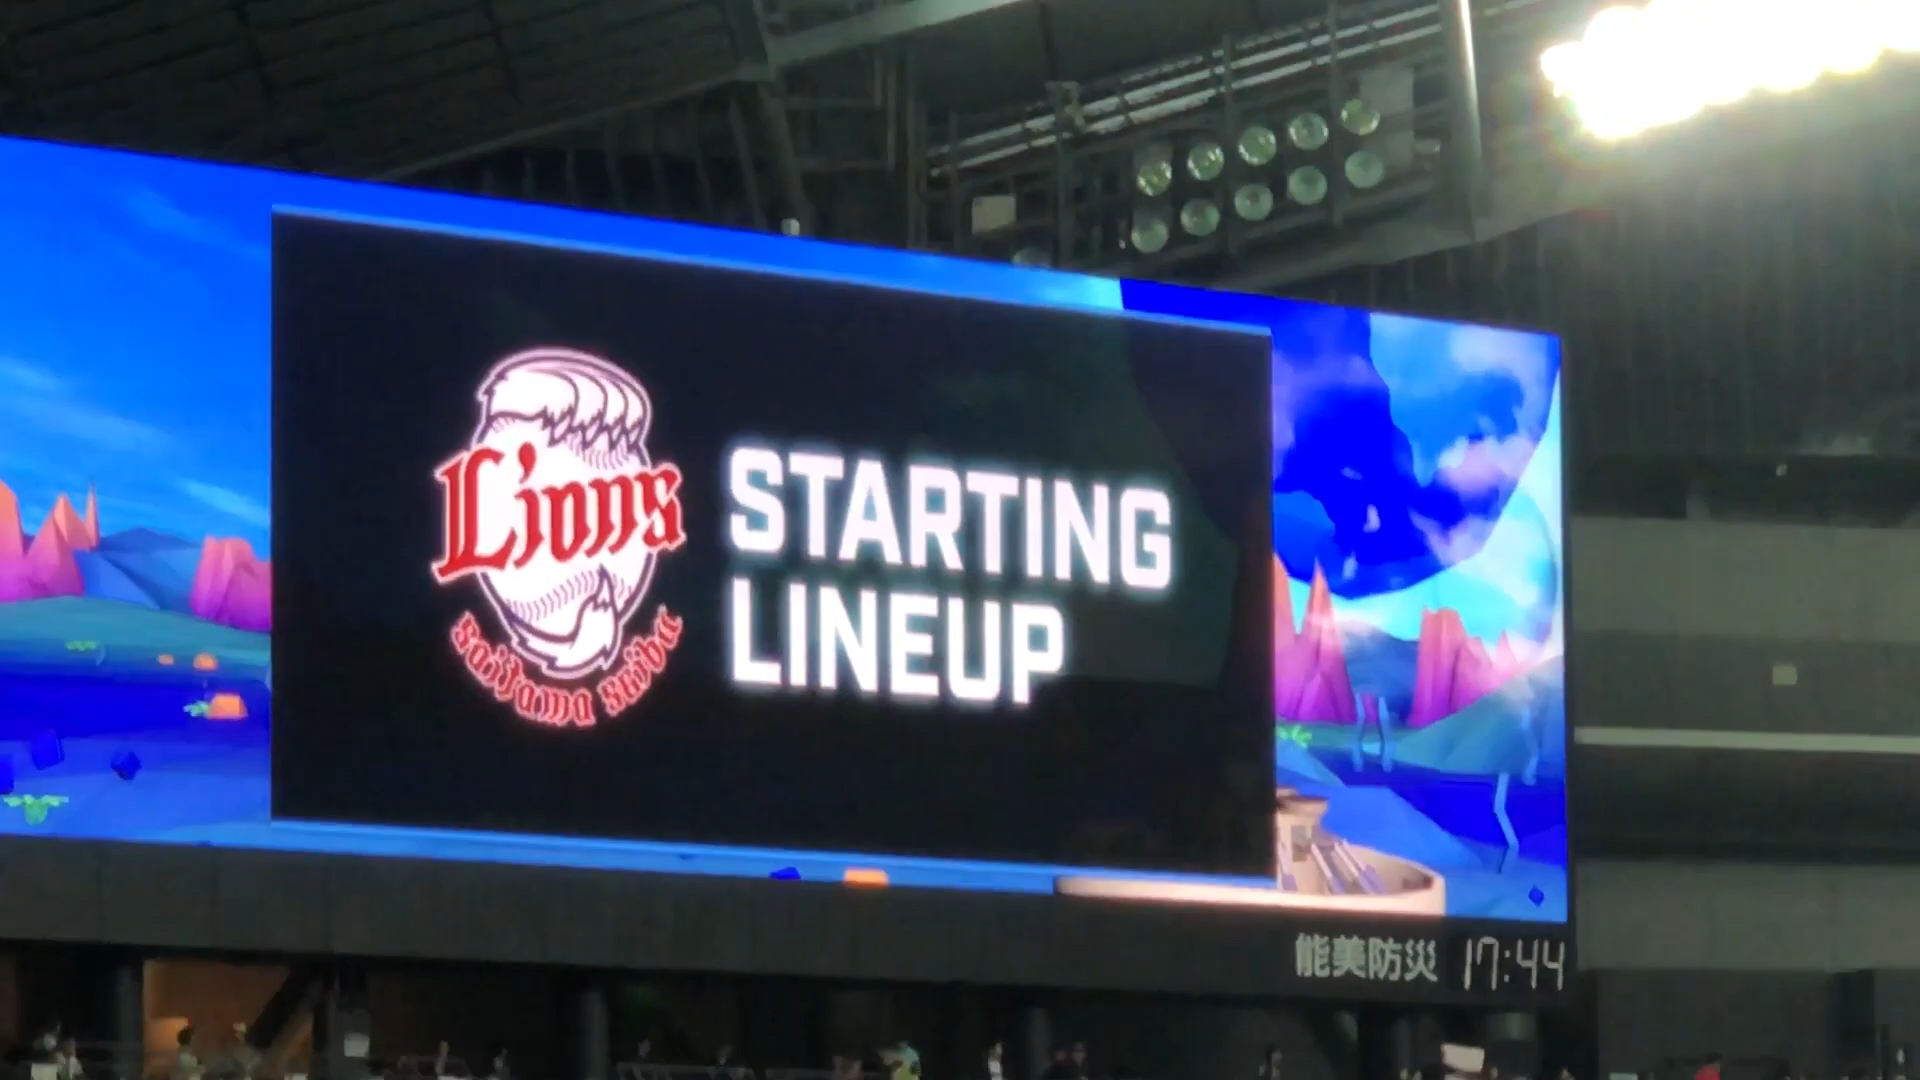 Lions
saitama seibu
STARTING
LINEUP
能美防災 17:44